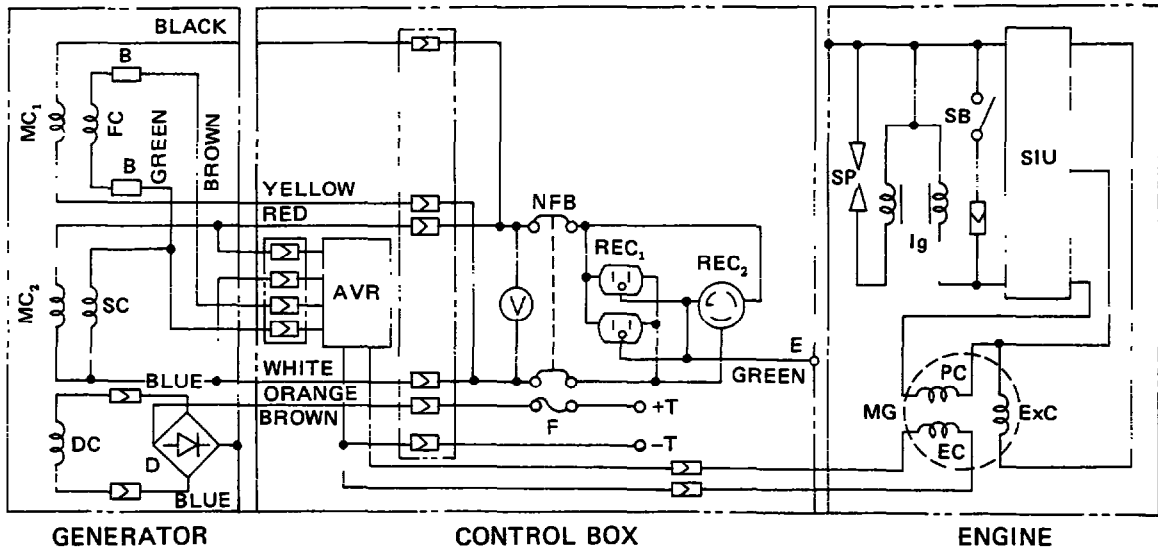 BLACK
B
MC1
FC
GREEN
BROWN
B
YELLOW
RED
MC2
SC
AVR
BLUE
WHITE
ORANGE
BROWN
DC
D
BLUE
NFB
V
REC1
REC2
E
GREEN
F
+T
-T
SP
Ig
SB
SIU
PC
MG
EC
ExC
GENERATOR
CONTROL BOX
ENGINE